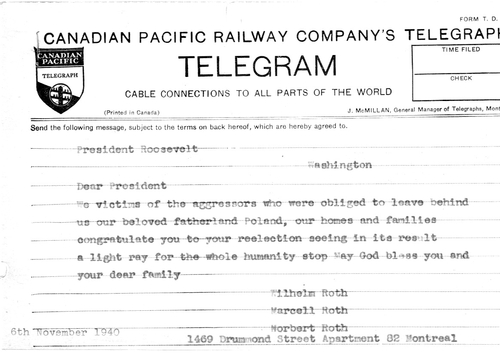 FORM T. D.
CANADIAN PACIFIC RAILWAY COMPANY'S TELEGRAPH
CANADIAN PACIFIC
TELEGRAPH
TELEGRAM
TIME FILED
CHECK
CABLE CONNECTIONS TO ALL PARTS OF THE WORLD
(Printed in Canada)
J. McMILLAN, General Manager of Telegraphs, Mont
Send the following message, subject to the terms on back hereof, which are hereby agreed to.
President Roosevelt
Washington
Dear President
We victims of the aggressors who were obliged to leave behind
us our beloved fatherland Poland, our homes and families
congratulate you to your reelection seeing in its result
a light ray for the whole humanity stop May God bless you and
your dear family
Wilhelm Roth
Marcell Roth
Norbert Roth
6th November 1940
1469 Drummond Street Apartment 82 Montreal